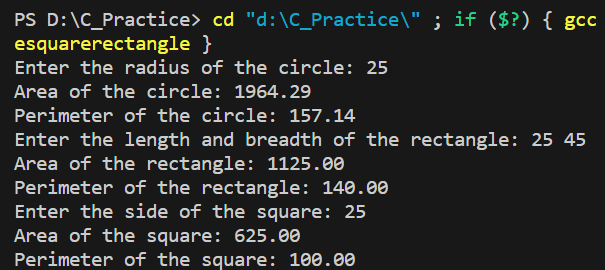 PS D:\C_Practice> cd "d:\C_Practice\" ; if ($?) { gcc
esquarerectangle }
Enter the radius of the circle: 25
Area of the circle: 1964.29
Perimeter of the circle: 157.14
Enter the length and breadth of the rectangle: 25 45
Area of the rectangle: 1125.00
Perimeter of the rectangle: 140.00
Enter the side of the square: 25
Area of the square: 625.00
Perimeter of the square: 100.00